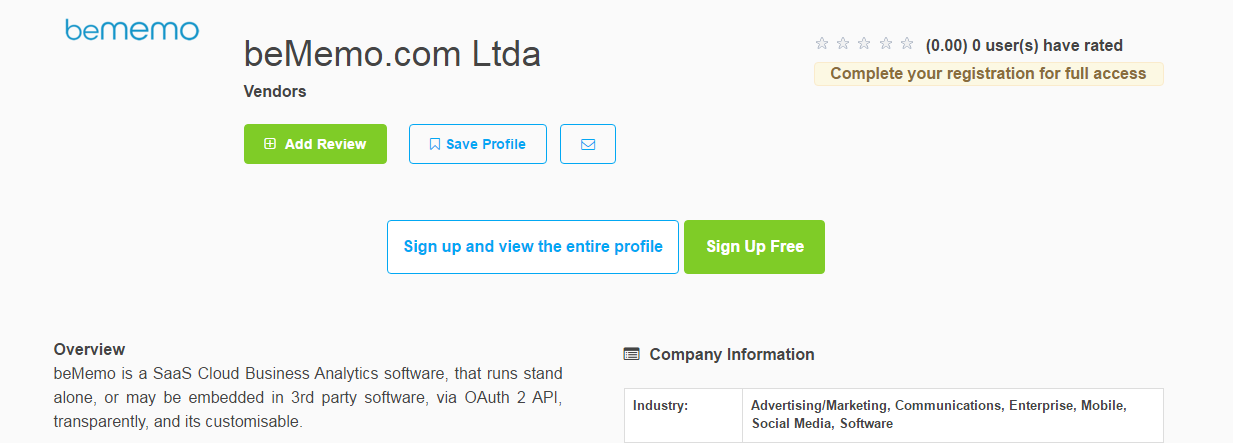 bememo
beMemo.com Ltda
Vendors
(0.00) 0 user(s) have rated
Complete your registration for full access
Add Review
Save Profile
Sign up and view the entire profile
Sign Up Free
Overview
beMemo is a SaaS Cloud Business Analytics software, that runs stand
alone, or may be embedded in 3rd party software, via OAuth 2 API,
transparently, and its customisable.
Company Information
Industry:
Advertising/Marketing, Communications, Enterprise, Mobile,
Social Media, Software